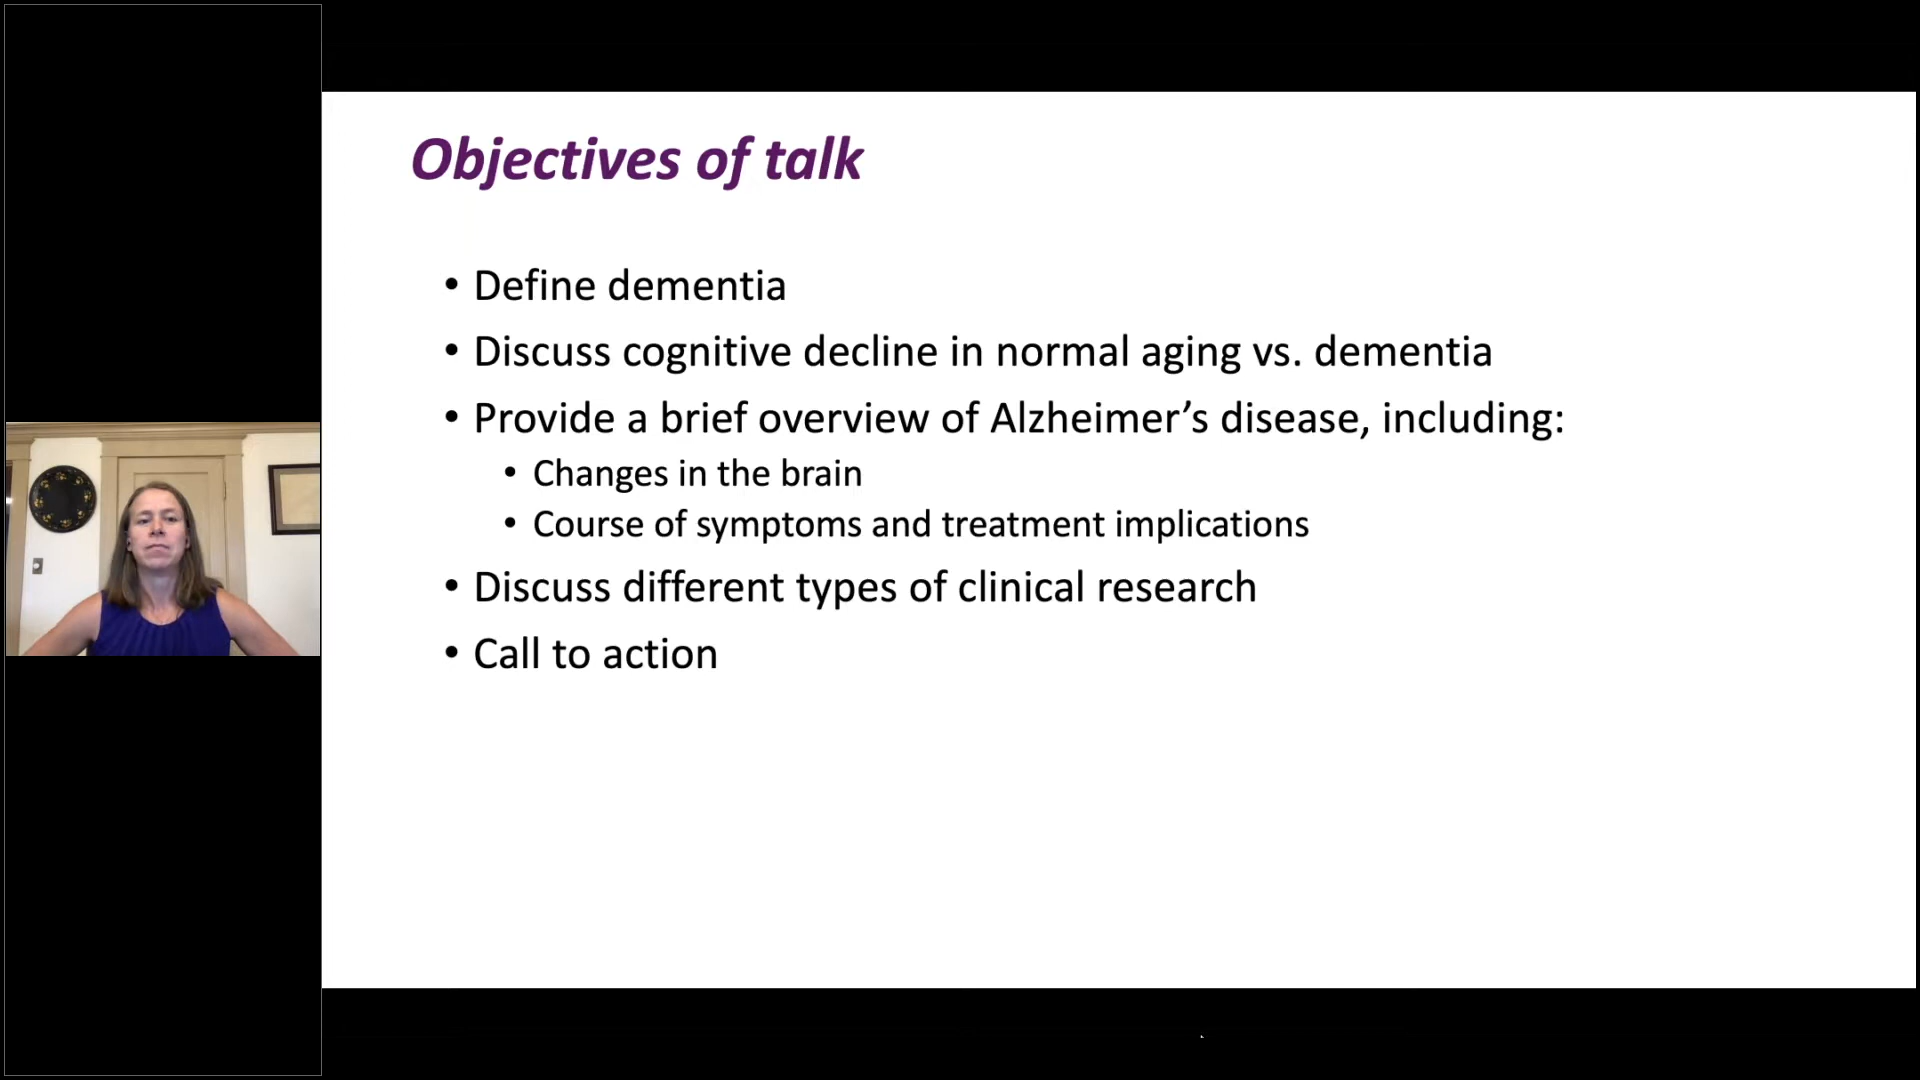 Objectives of talk
• Define dementia
• Discuss cognitive decline in normal aging vs. dementia
• Provide a brief overview of Alzheimer’s disease, including:
• Changes in the brain
• Course of symptoms and treatment implications
• Discuss different types of clinical research
• Call to action